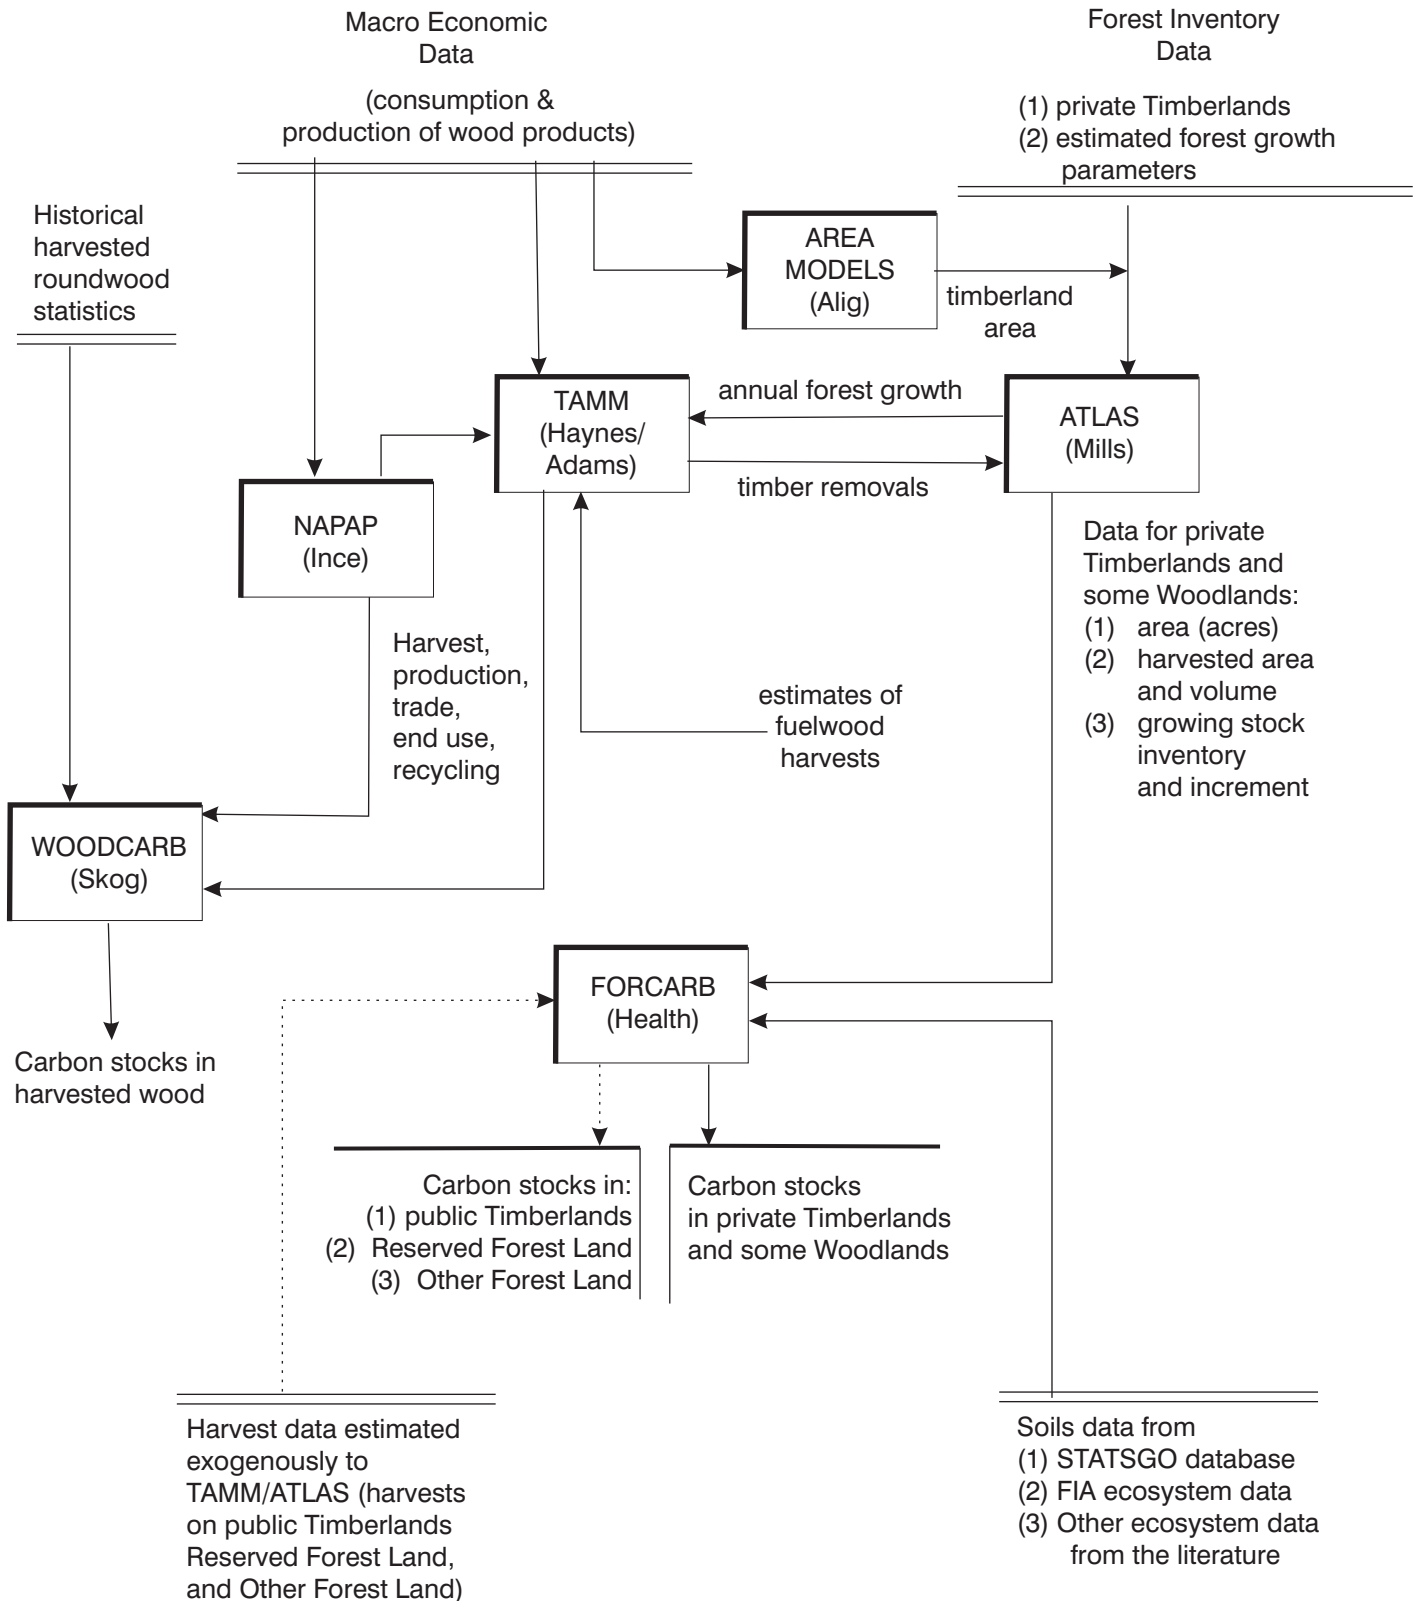 Macro Economic
Data
(consumption &
production of wood products)
Forest Inventory
Data
(1) private Timberlands
(2) estimated forest growth
parameters
Historical
harvested
roundwood
statistics
AREA
MODELS
(Alig)
timberland
area
TAMM
(Haynes/
Adams)
annual forest growth
timber removals
ATLAS
(Mills)
NAPAP
(Ince)
Harvest,
production,
trade,
end use,
recycling
estimates of
fuelwood
harvests
Data for private
Timberlands and
some Woodlands:
(1) area (acres)
(2) harvested area
and volume
(3) growing stock
inventory
and increment
WOODCARB
(Skog)
Carbon stocks in
harvested wood
FORCARB
(Health)
Carbon stocks in:
(1) public Timberlands
(2) Reserved Forest Land
(3) Other Forest Land
Carbon stocks
in private Timberlands
and some Woodlands
Harvest data estimated
exogenously to
TAMM/ATLAS (harvests
on public Timberlands
Reserved Forest Land,
and Other Forest Land)
Soils data from
(1) STATSGO database
(2) FIA ecosystem data
(3) Other ecosystem data
from the literature